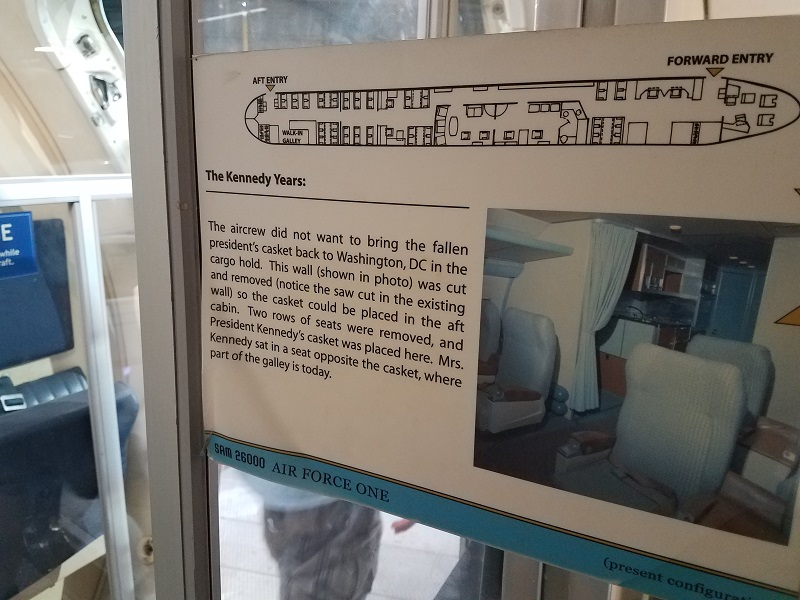 FORWARD ENTRY
AFT ENTRY
WALK-IN
GALLEY
The Kennedy Years:
The aircrew did not want to bring the fallen
president's casket back to Washington, DC in the
cargo hold. This wall (shown in photo) was cut
and removed (notice the saw cut in the existing
wall) so the casket could be placed in the aft
cabin. Two rows of seats were removed, and
President Kennedy's casket was placed here. Mrs.
Kennedy sat in a seat opposite the casket, where
part of the galley is today.
SAM 26000 AIR FORCE ONE
(present
E
while